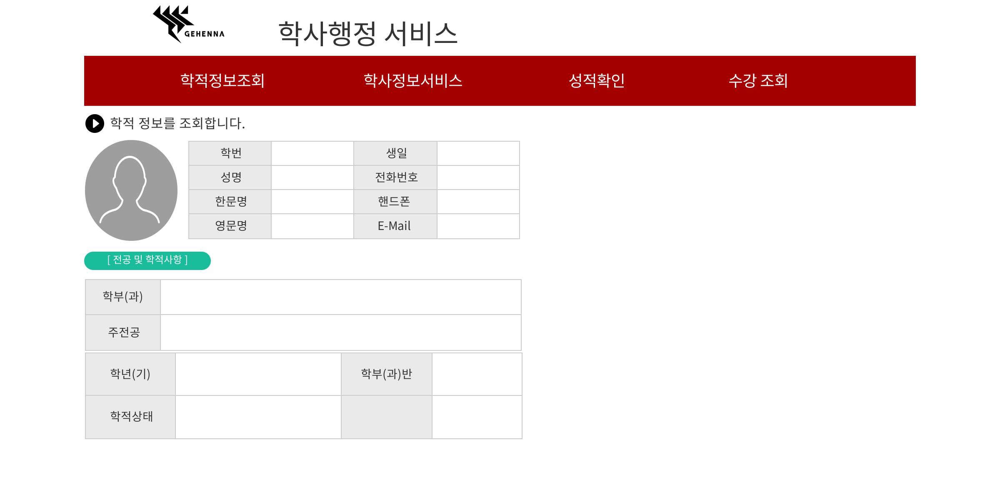 GEHENNA
학사행정 서비스
학적정보조회 학사정보서비스 성적확인 수강 조회
학적 정보를 조회합니다.
학번 생일
성명 전화번호
한문명 핸드폰
영문명 E-Mail
[ 전공 및 학적사항 ]
학부(과)
주전공
학년(기) 학부(과)반
학적상태